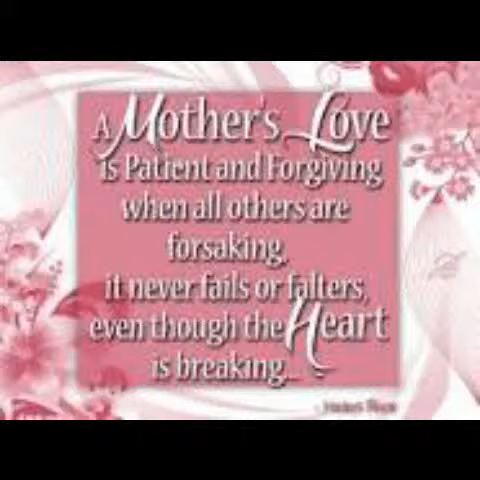 A Mother's Love
is Patient and Forgiving
when all others are
forsaking,
it never fails or falters,
even though the Heart
is breaking...